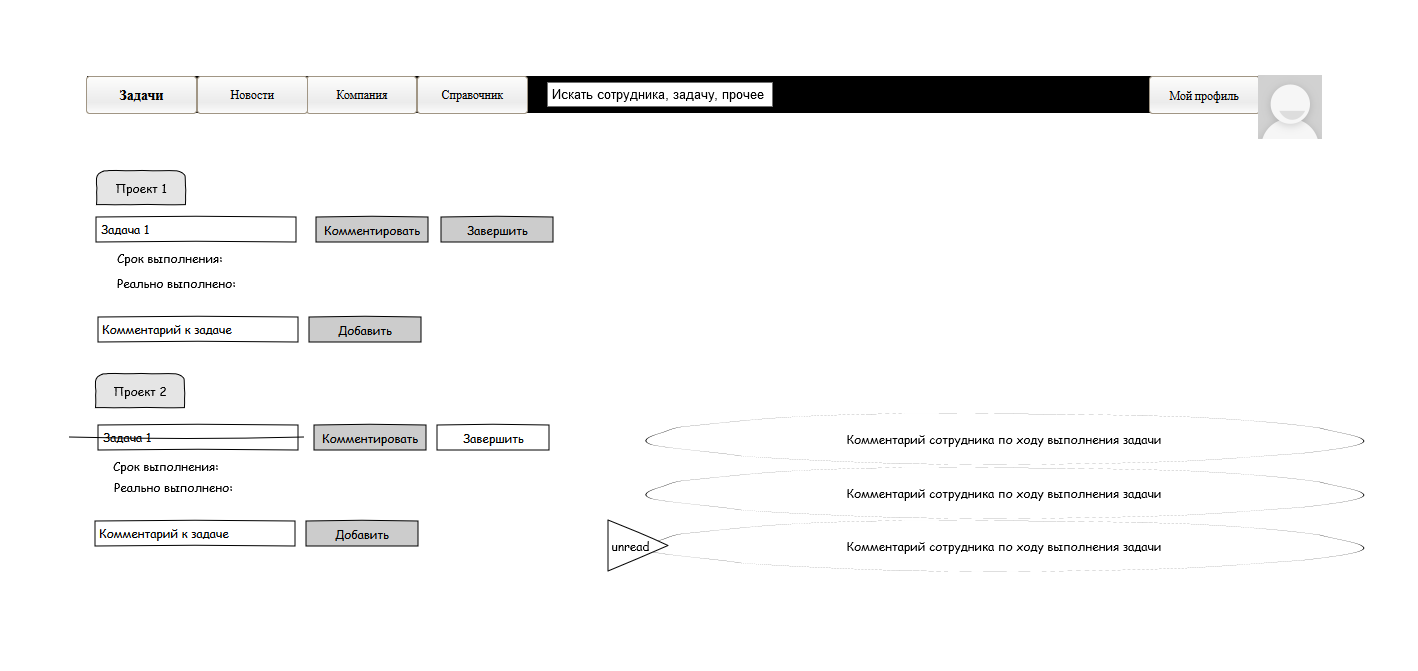 Задачи
Новости
Компания
Справочник
Искать сотрудника, задачу, прочее
Мой профиль
Проект 1
Задача 1
Комментировать
Завершить
Срок выполнения:
Реально выполнено:
Комментарий к задаче
Добавить
Проект 2
Задача 1
Комментировать
Завершить
Комментарий сотрудника по ходу выполнения задачи
Срок выполнения:
Реально выполнено:
Комментарий сотрудника по ходу выполнения задачи
Комментарий к задаче
Добавить
unread
Комментарий сотрудника по ходу выполнения задачи